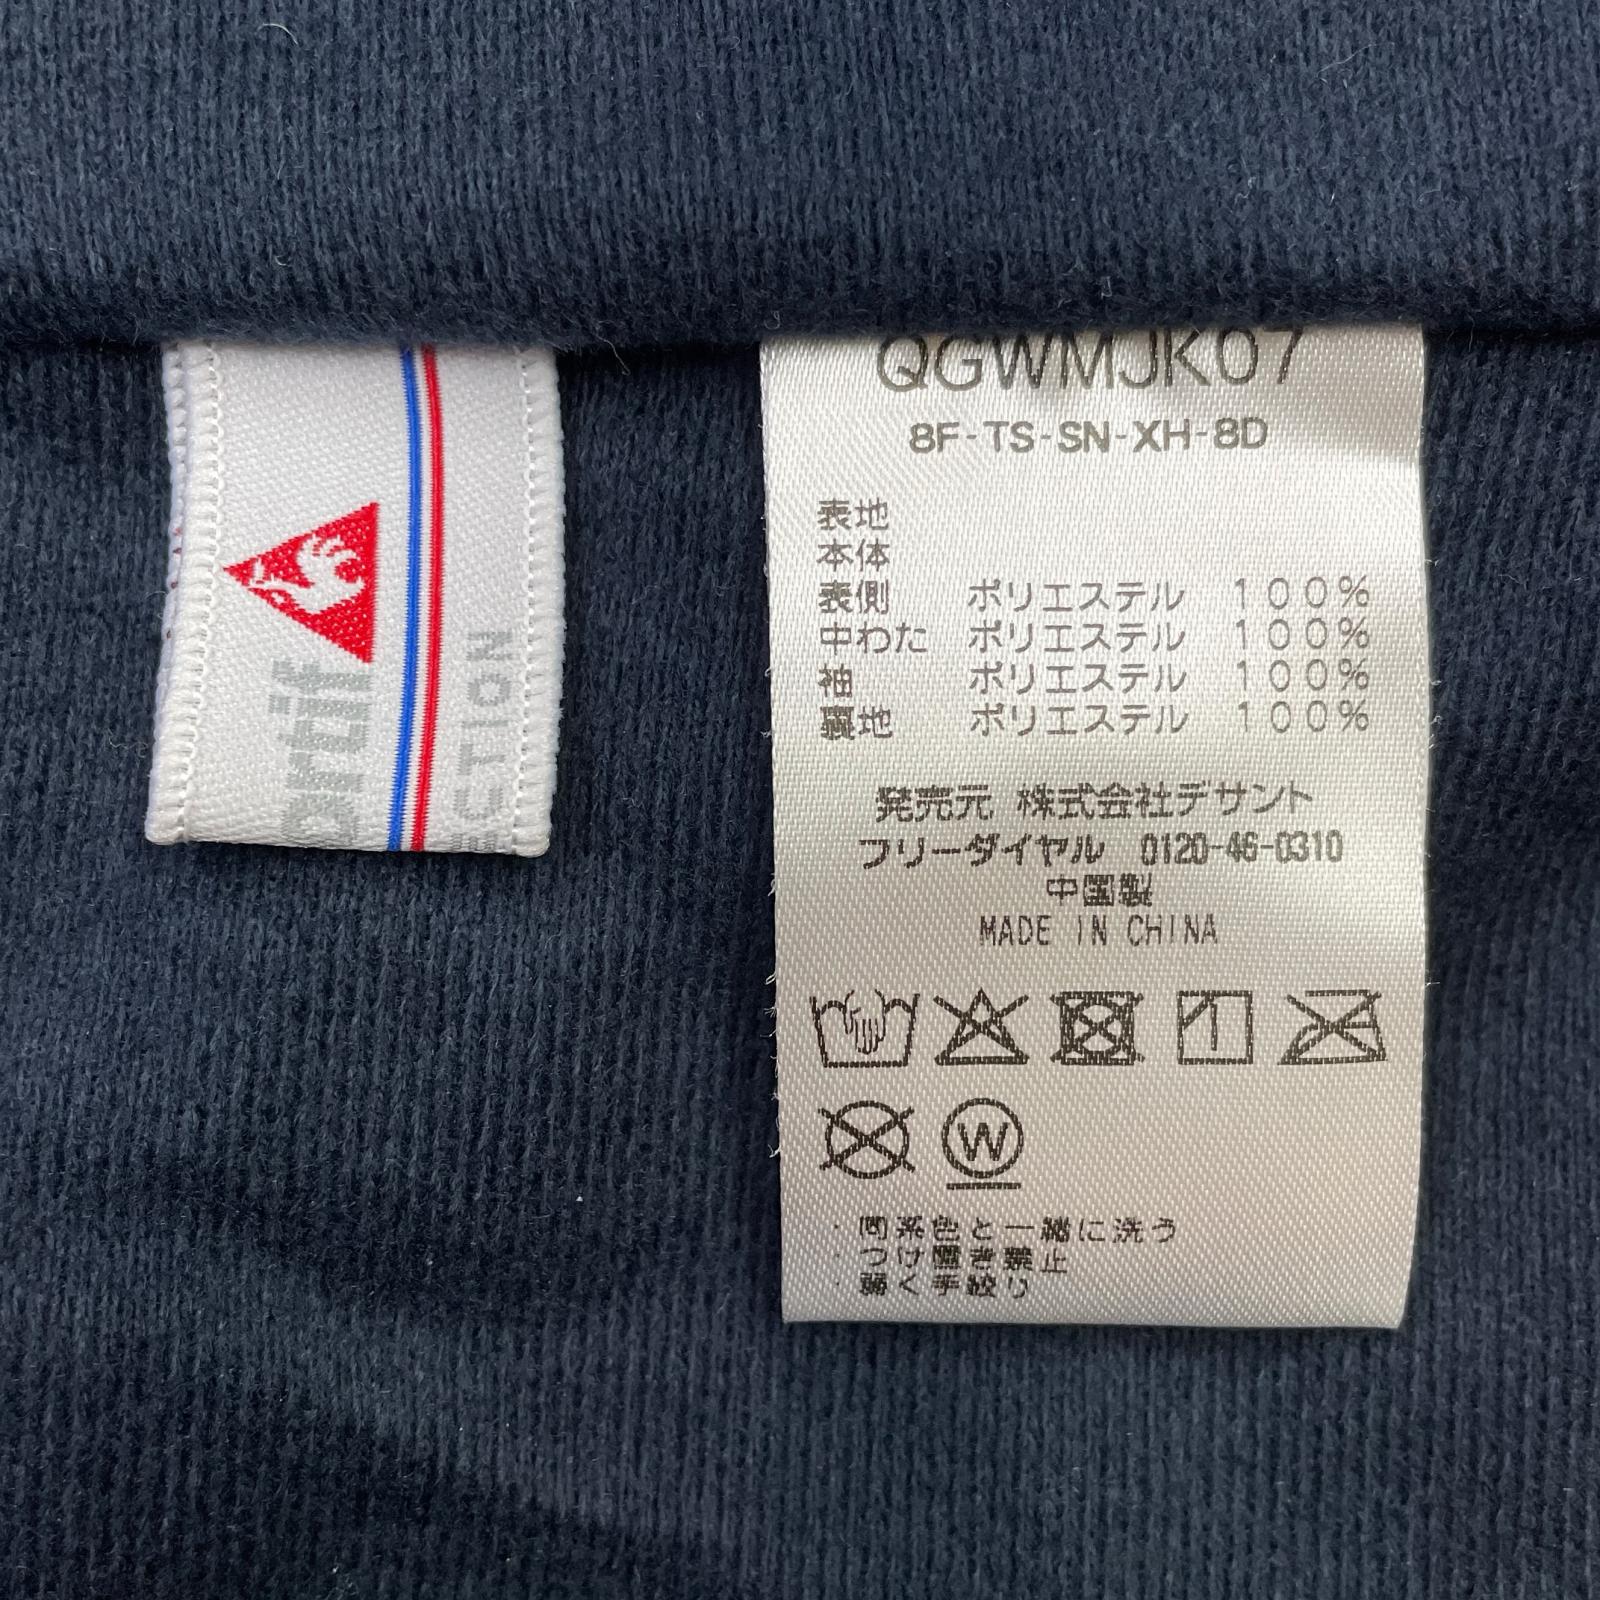 QGWMJK07
8F-TS-SN-XH-8D
表地
本体
表側 ポリエステル 100%
中わた ポリエステル 100%
袖 ポリエステル 100%
裏地 ポリエステル 100%
発売元 株式会社デサント
フリーダイヤル 0120-46-0310
中国製
MADE IN CHINA
W
・同系色と一緒に洗う
・つけ置き禁止
・弱く手絞り
ortif
CTION